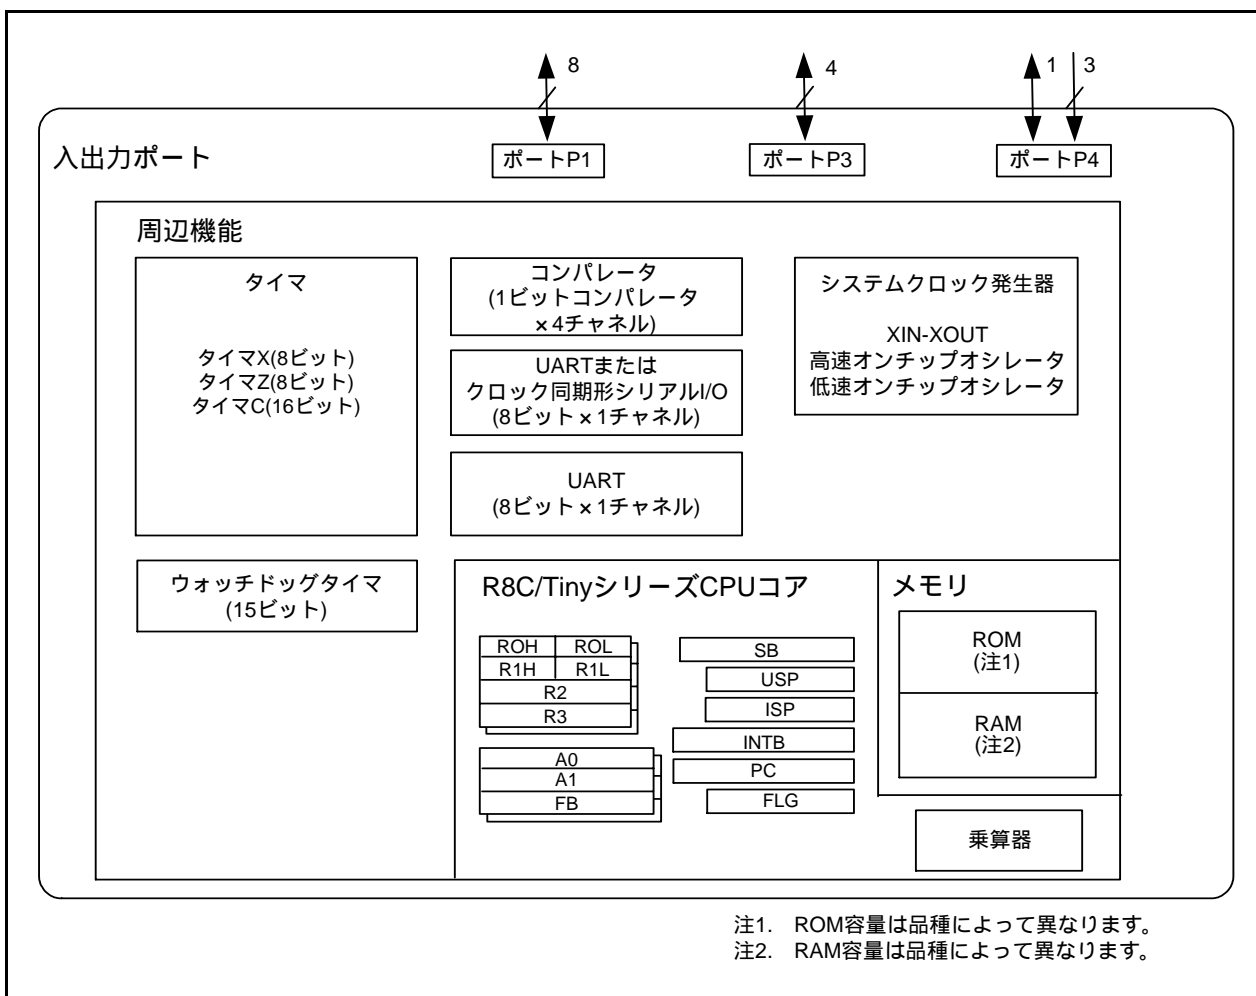 8
4
1
3
入出力ポート
ポートP1
ポートP3
ポートP4
周辺機能
タイマ
タイマX(8ビット)
タイマZ(8ビット)
タイマC(16ビット)
コンパレータ
(1ビットコンパレータ
×4チャネル)
UARTまたは
クロック同期形シリアルI/O
(8ビット×1チャネル)
UART
(8ビット×1チャネル)
システムクロック発生器
XIN-XOUT
高速オンチップオシレータ
低速オンチップオシレータ
ウォッチドッグタイマ
(15ビット)
R8C/TinyシリーズCPUコア
ROH ROL
R1H R1L
R2
R3
A0
A1
FB
SB
USP
ISP
INTB
PC
FLG
メモリ
ROM
(注1)
RAM
(注2)
乗算器
注1. ROM容量は品種によって異なります。
注2. RAM容量は品種によって異なります。